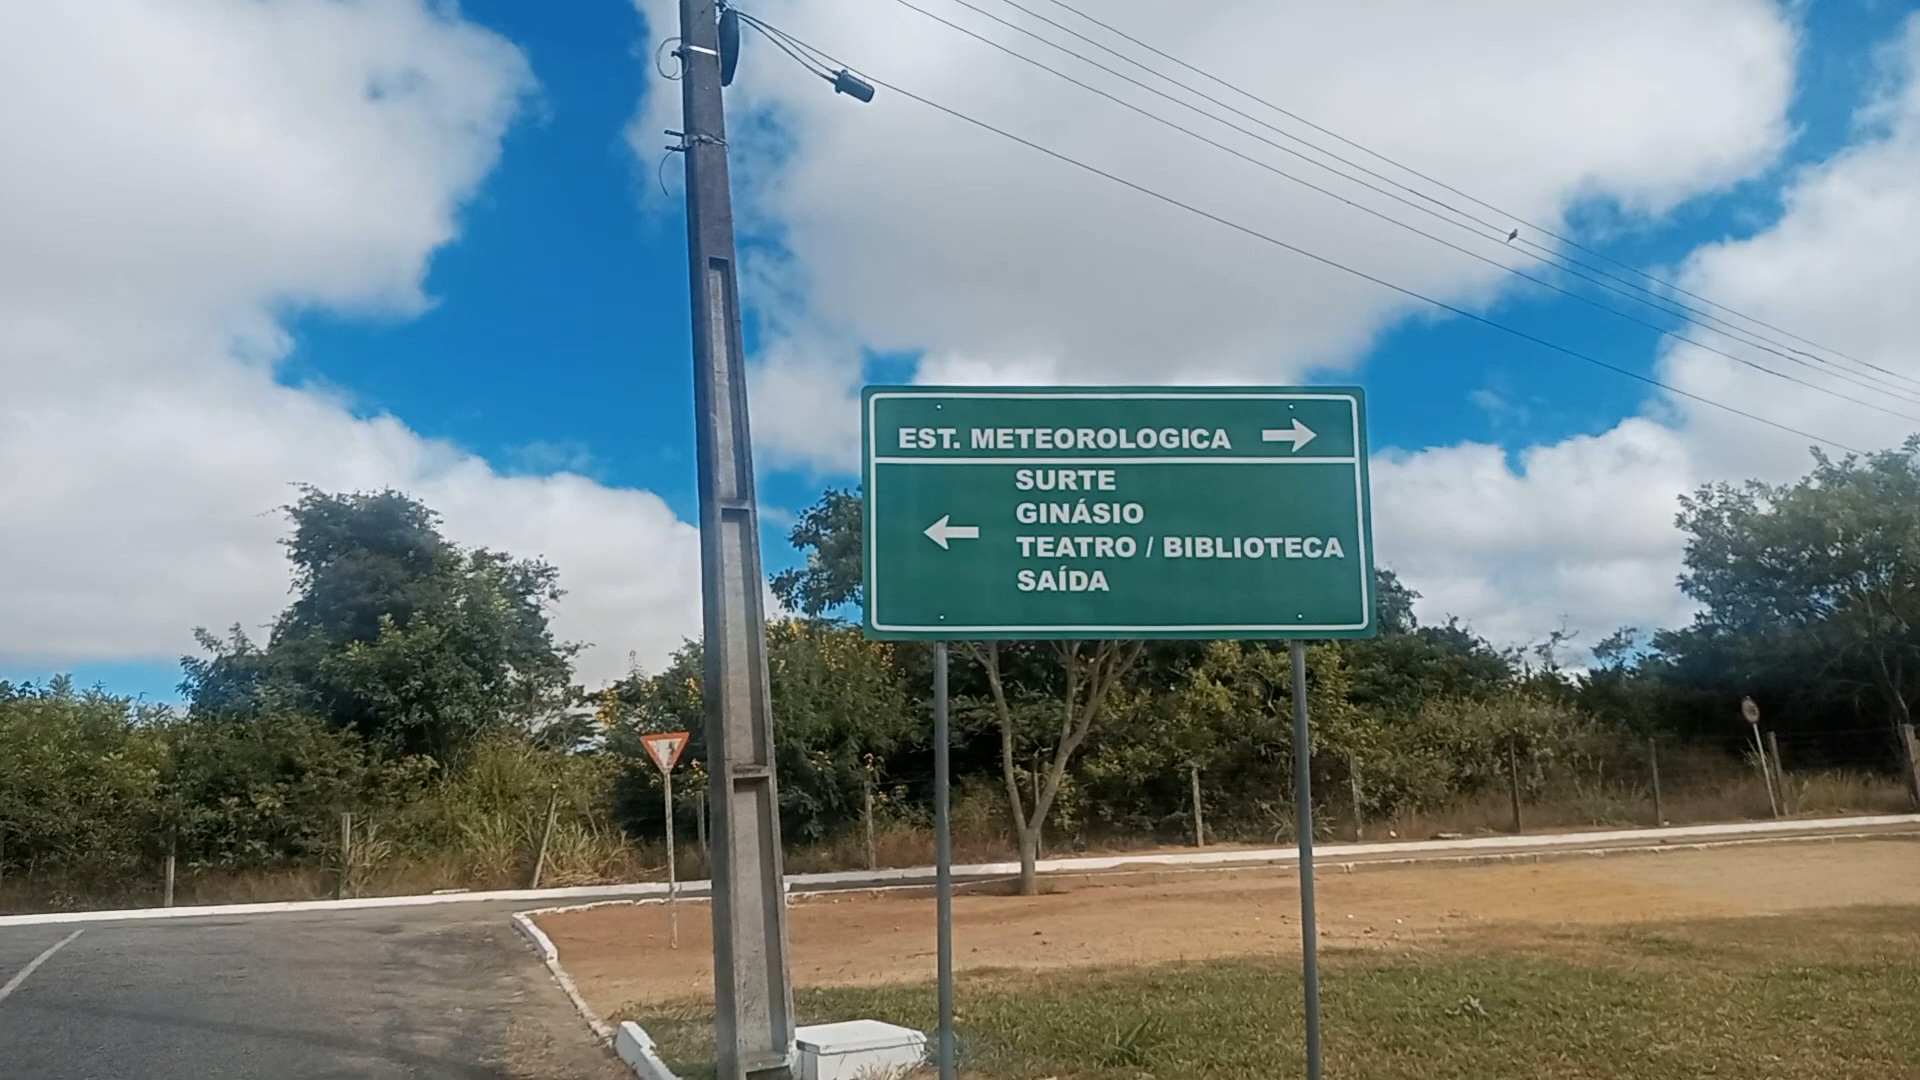 EST. METEOROLOGICA
SURTE
GINÁSIO
TEATRO / BIBLIOTECA
SAÍDA